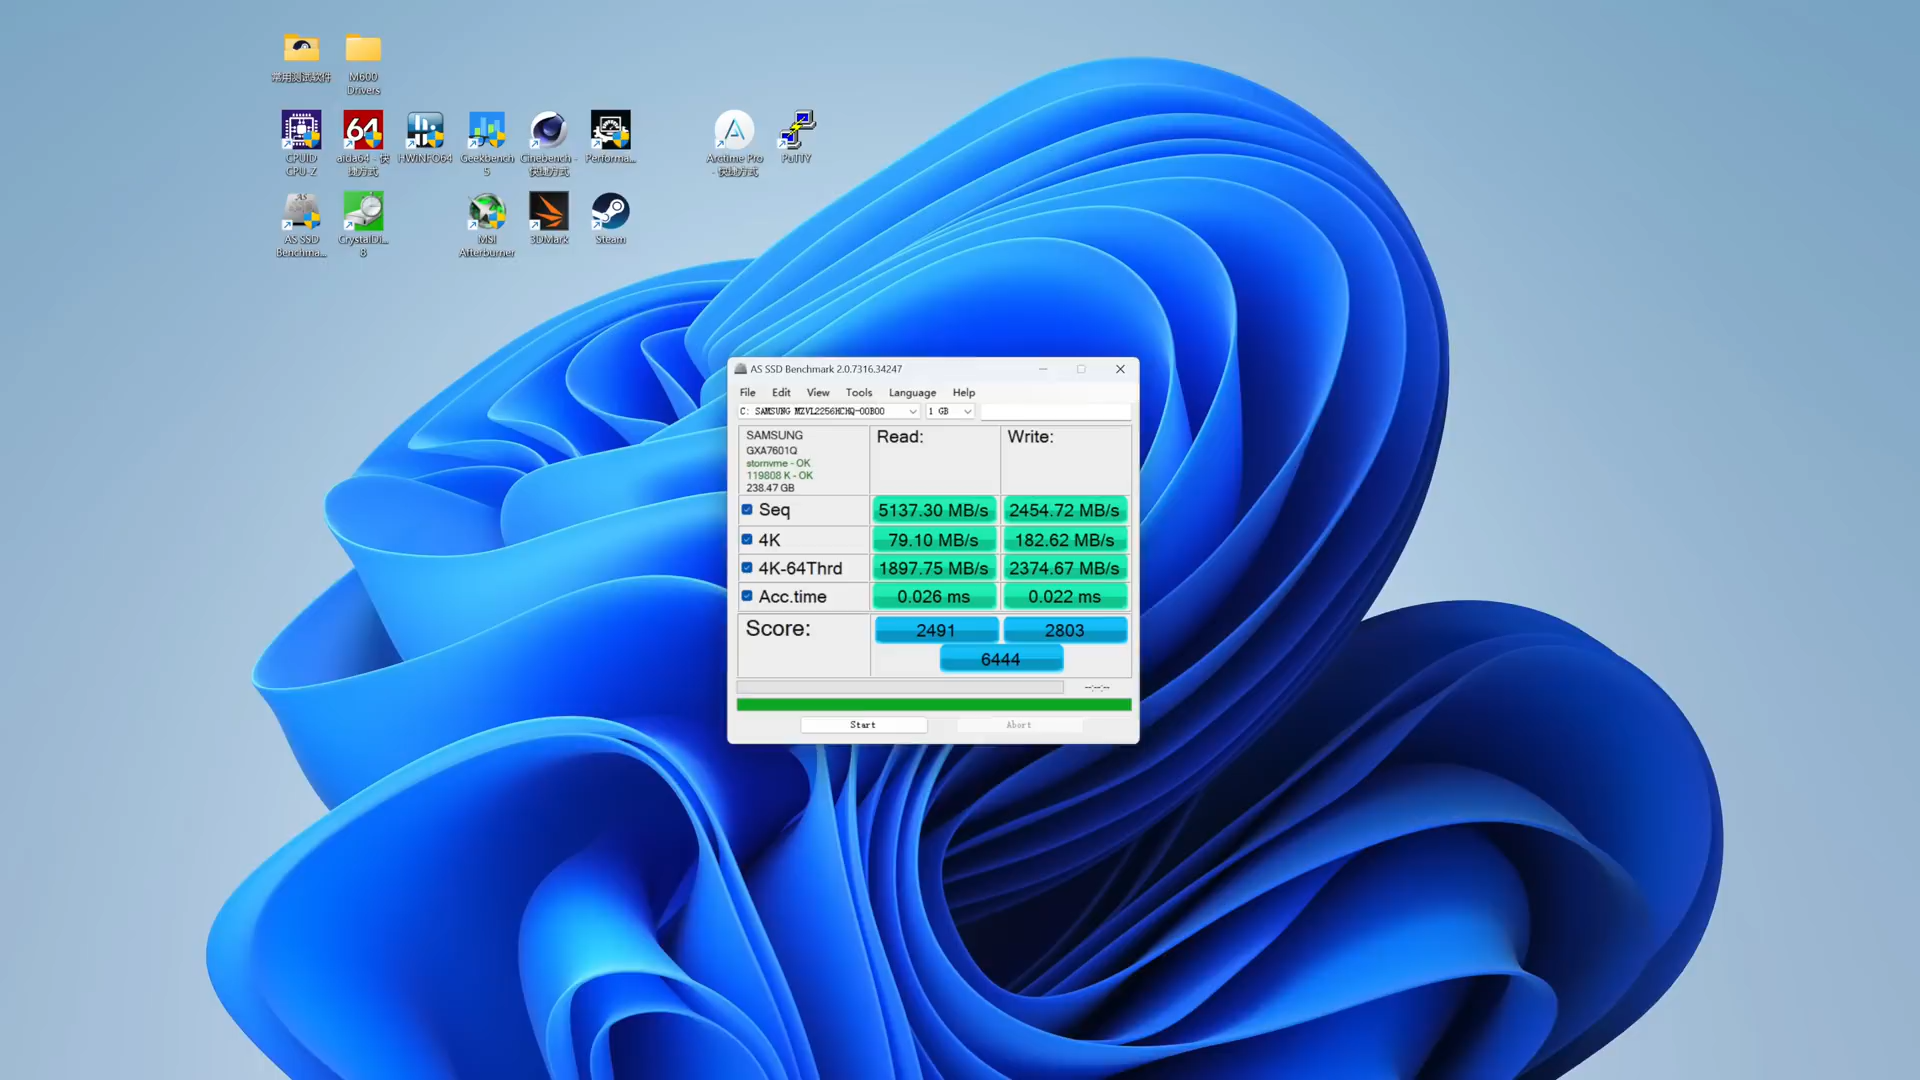 常用测试软件
M600
Drivers
CPUID
CPU-Z
aida64 - 快
捷方式
HWiNFO64
Geekbench
5
Cinebench -
快捷方式
Performa...
Arctime Pro
- 快捷方式
PuTTY
AS SSD
Benchma...
CrystalDi...
8
MSI
Afterburner
3DMark
Steam
AS SSD Benchmark 2.0.7316.34247
File Edit View Tools Language Help
C: SAMSUNG MZVL2256HCHQ-00B00 1 GB
SAMSUNG
GXA7601Q
stornvme - OK
119808 K - OK
238.47 GB
Read: Write:
Seq 5137.30 MB/s 2454.72 MB/s
4K 79.10 MB/s 182.62 MB/s
4K-64Thrd 1897.75 MB/s 2374.67 MB/s
Acc.time 0.026 ms 0.022 ms
Score: 2491 2803
6444
--:--:--
Start Abort